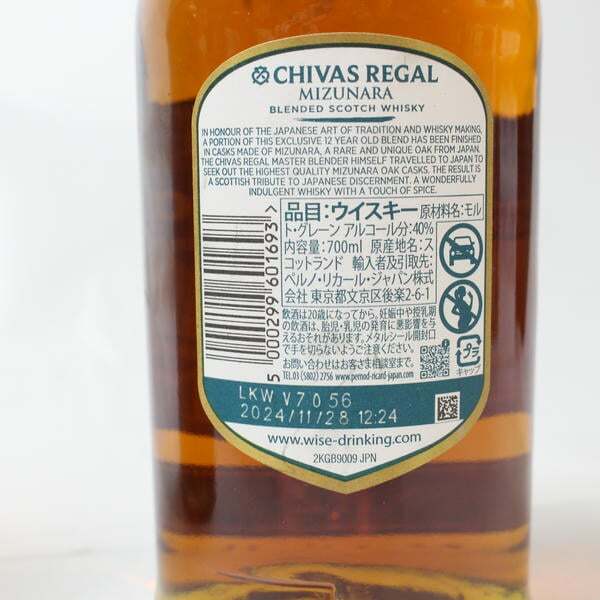 CHIVAS REGAL
MIZUNARA
BLENDED SCOTCH WHISKY
IN HONOUR OF THE JAPANESE ART OF TRADITION AND WHISKY MAKING,
A PORTION OF THIS EXCLUSIVE 12 YEAR OLD BLEND HAS BEEN FINISHED
IN CASKS MADE OF MIZUNARA, A RARE AND UNIQUE OAK FROM JAPAN.
THE CHIVAS REGAL MASTER BLENDER HIMSELF TRAVELLED TO JAPAN TO
SEEK OUT THE HIGHEST QUALITY MIZUNARA OAK CASKS. THE RESULT IS
A SCOTTISH TRIBUTE TO JAPANESE DISCERNMENT. A WONDERFULLY
INDULGENT WHISKY WITH A TOUCH OF SPICE.
5 000299 601693 >
品目:ウイスキー 原材料名:モル
ト・グレーン アルコール分:40%
内容量:700ml 原産地名:ス
コットランド 輸入者及引取先:
ペルノ・リカール・ジャパン株式
会社 東京都文京区後楽2-6-1
飲酒は20歳になってから。妊娠中や授乳期
の飲酒は、胎児・乳児の発育に悪影響を与
えるおそれがあります。メタルシール開封口
で手を切らないようご注意ください。
お問い合わせはお客さま相談室まで。
TEL.03 (5802) 2756 www.pernod-ricard-japan.com
プラ
キャップ
LKW V7056
2024/11/28 12:24
www.wise-drinking.com
2KGB9009 JPN